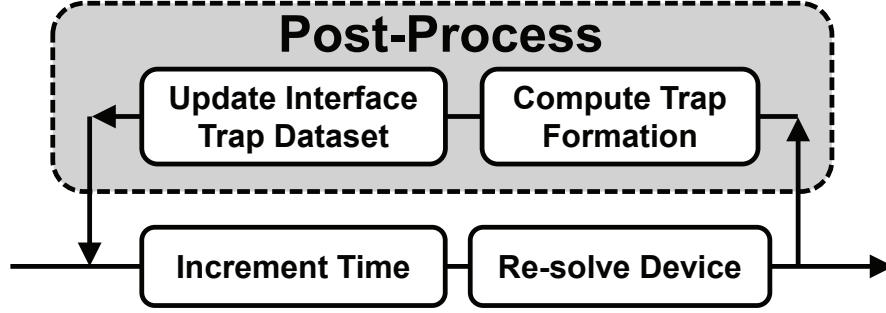 Post-Process
Update Interface
Trap Dataset
Compute Trap
Formation
Increment Time
Re-solve Device